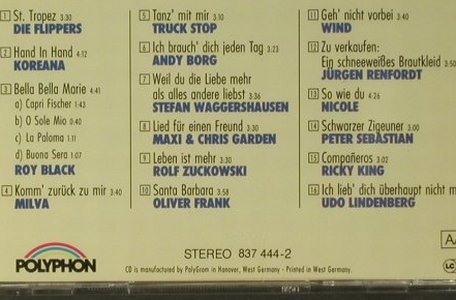 1 St. Tropez 3:30
DIE FLIPPERS
2 Hand In Hand 4:12
KOREANA
3 Bella Bella Marie 4:41
a) Capri Fischer 1:43
b) O Sole Mio 0:40
c) La Paloma 1:11
d) Buona Sera 1:07
ROY BLACK
4 Komm' zurück zu mir 3:40
MILVA
5 Tanz' mit mir 3:10
TRUCK STOP
6 Ich brauch' dich jeden Tag 3:23
ANDY BORG
7 Weil du die Liebe mehr
als alles andere liebst 3:36
STEFAN WAGGERSHAUSEN
8 Lied für einen Freund 3:30
MAXI & CHRIS GARDEN
9 Leben ist mehr 3:30
ROLF ZUCKOWSKI
10 Santa Barbara 3:58
OLIVER FRANK
11 Geh' nicht vorbei 3:40
WIND
12 Zu verkaufen:
Ein schneeweißes Brautkleid 3:50
JÜRGEN RENFORDT
13 So wie du 4:26
NICOLE
14 Schwarzer Zigeuner 3:00
PETER SEBASTIAN
15 Compañeros 3:02
RICKY KING
16 Ich lieb' dich überhaupt nicht m
UDO LINDENBERG
POLYPHON
STEREO 837 444-2
CD is manufactured by PolyGram in Hanover, West Germany - Printed in West Germany.
LC